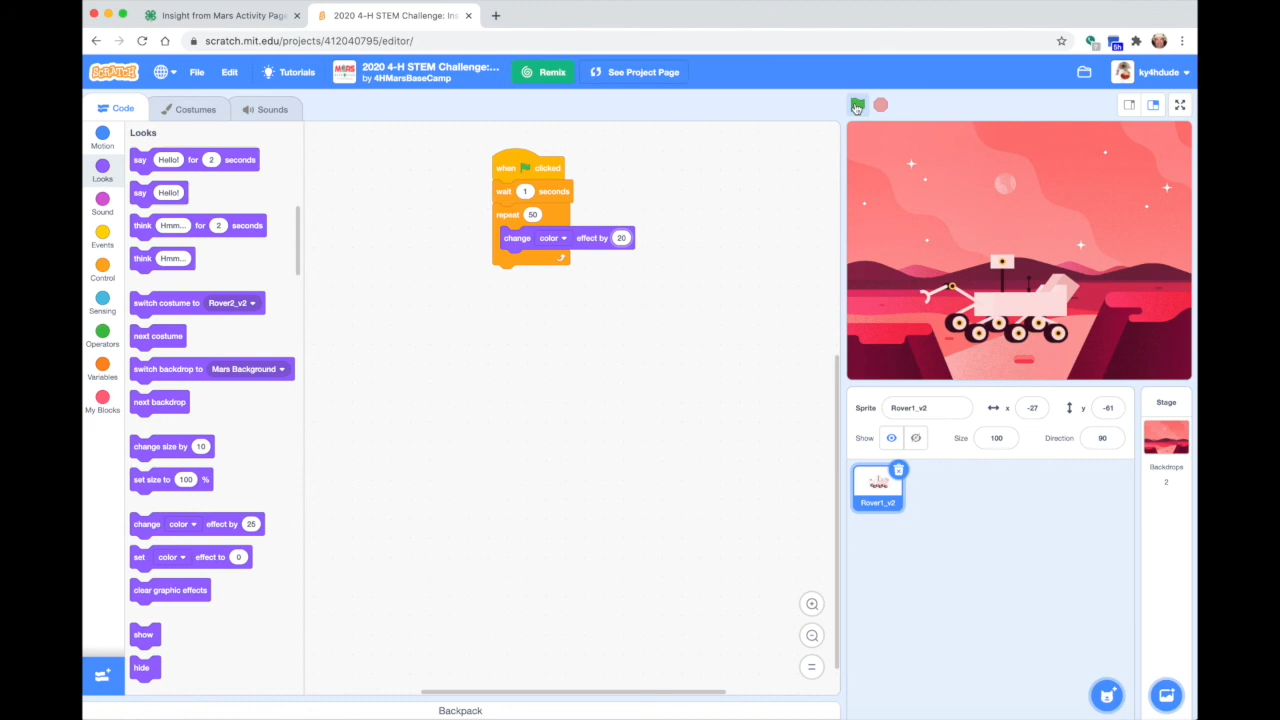 Insight from Mars Activity Page
2020 4-H STEM Challenge: Ins
scratch.mit.edu/projects/412040795/editor/
SCRATCH
File
Edit
Tutorials
MARS
2020 4-H STEM Challenge:...
by 4HMarsBaseCamp
Remix
See Project Page
ky4hdude
Code
Costumes
Sounds
Motion
Looks
Sound
Events
Control
Sensing
Operators
Variables
My Blocks
Looks
say Hello! for 2 seconds
say Hello!
think Hmm... for 2 seconds
think Hmm...
switch costume to Rover2_v2
next costume
switch backdrop to Mars Background
next backdrop
change size by 10
set size to 100 %
change color effect by 25
set color effect to 0
clear graphic effects
show
hide
when clicked
wait 1 seconds
repeat 50
change color effect by 20
Backpack
Sprite Rover1_v2 x -27 y -61
Show Size 100 Direction 90
Rover1_v2
Stage
Backdrops
2